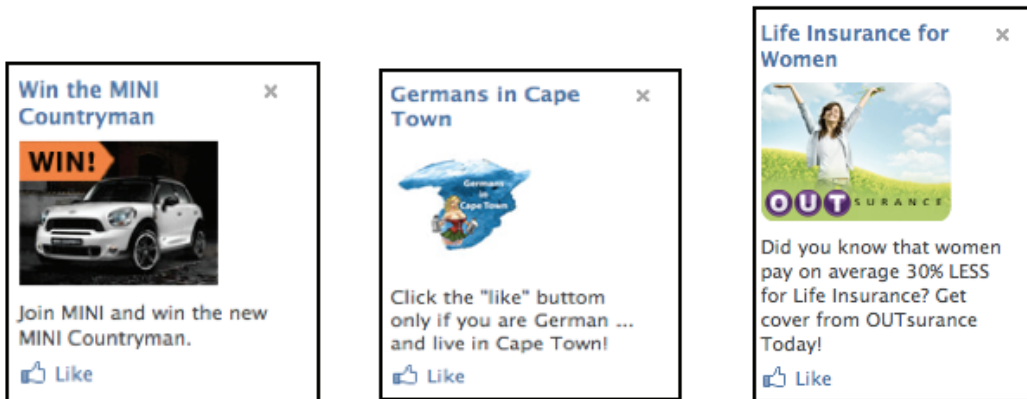 Win the MINI
Countryman
WIN!
Join MINI and win the new
MINI Countryman.
Like
Germans in Cape
Town
Germans
in
Cape Town
Click the "like" buttom
only if you are German ...
and live in Cape Town!
Like
Life Insurance for
Women
OUTSURANCE
Did you know that women
pay on average 30% LESS
for Life Insurance? Get
cover from OUTsurance
Today!
Like